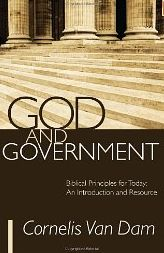 GOD
AND
GOVERNMENT
Biblical Principles for Today:
An Introduction and Resource
Cornelis Van Dam